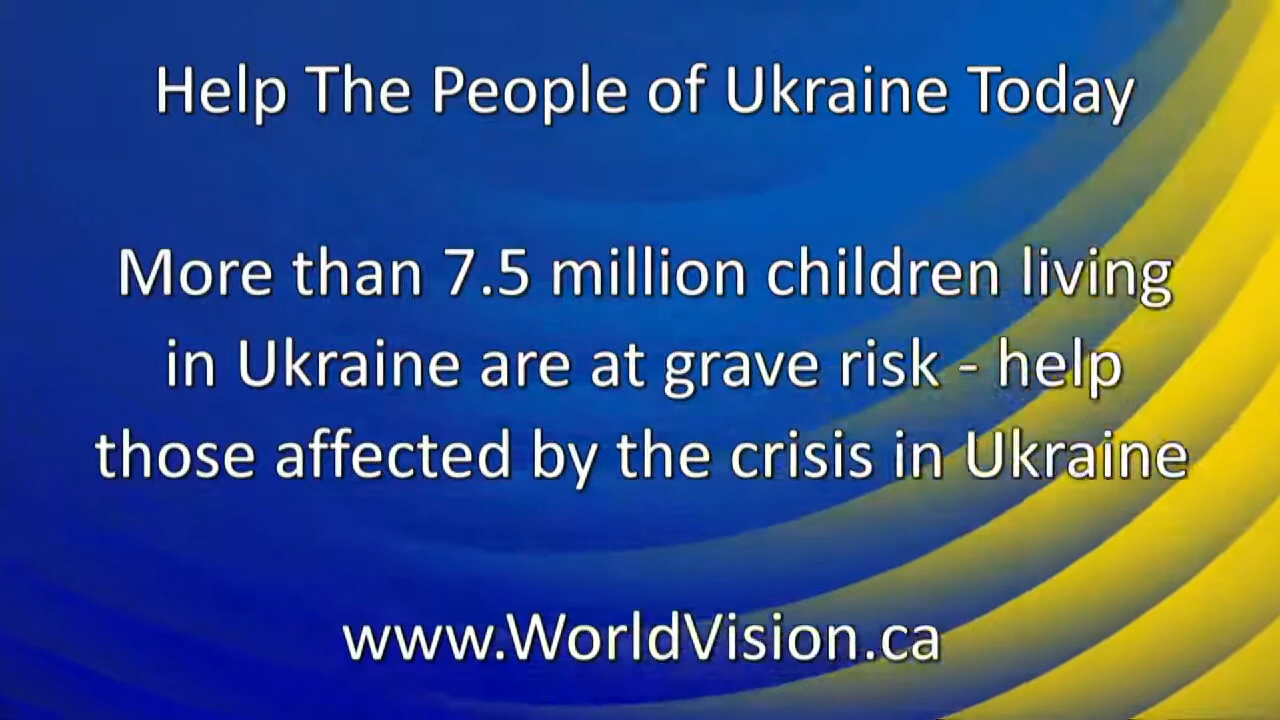 Help The People of Ukraine Today
More than 7.5 million children living
in Ukraine are at grave risk - help
those affected by the crisis in Ukraine
www.WorldVision.ca